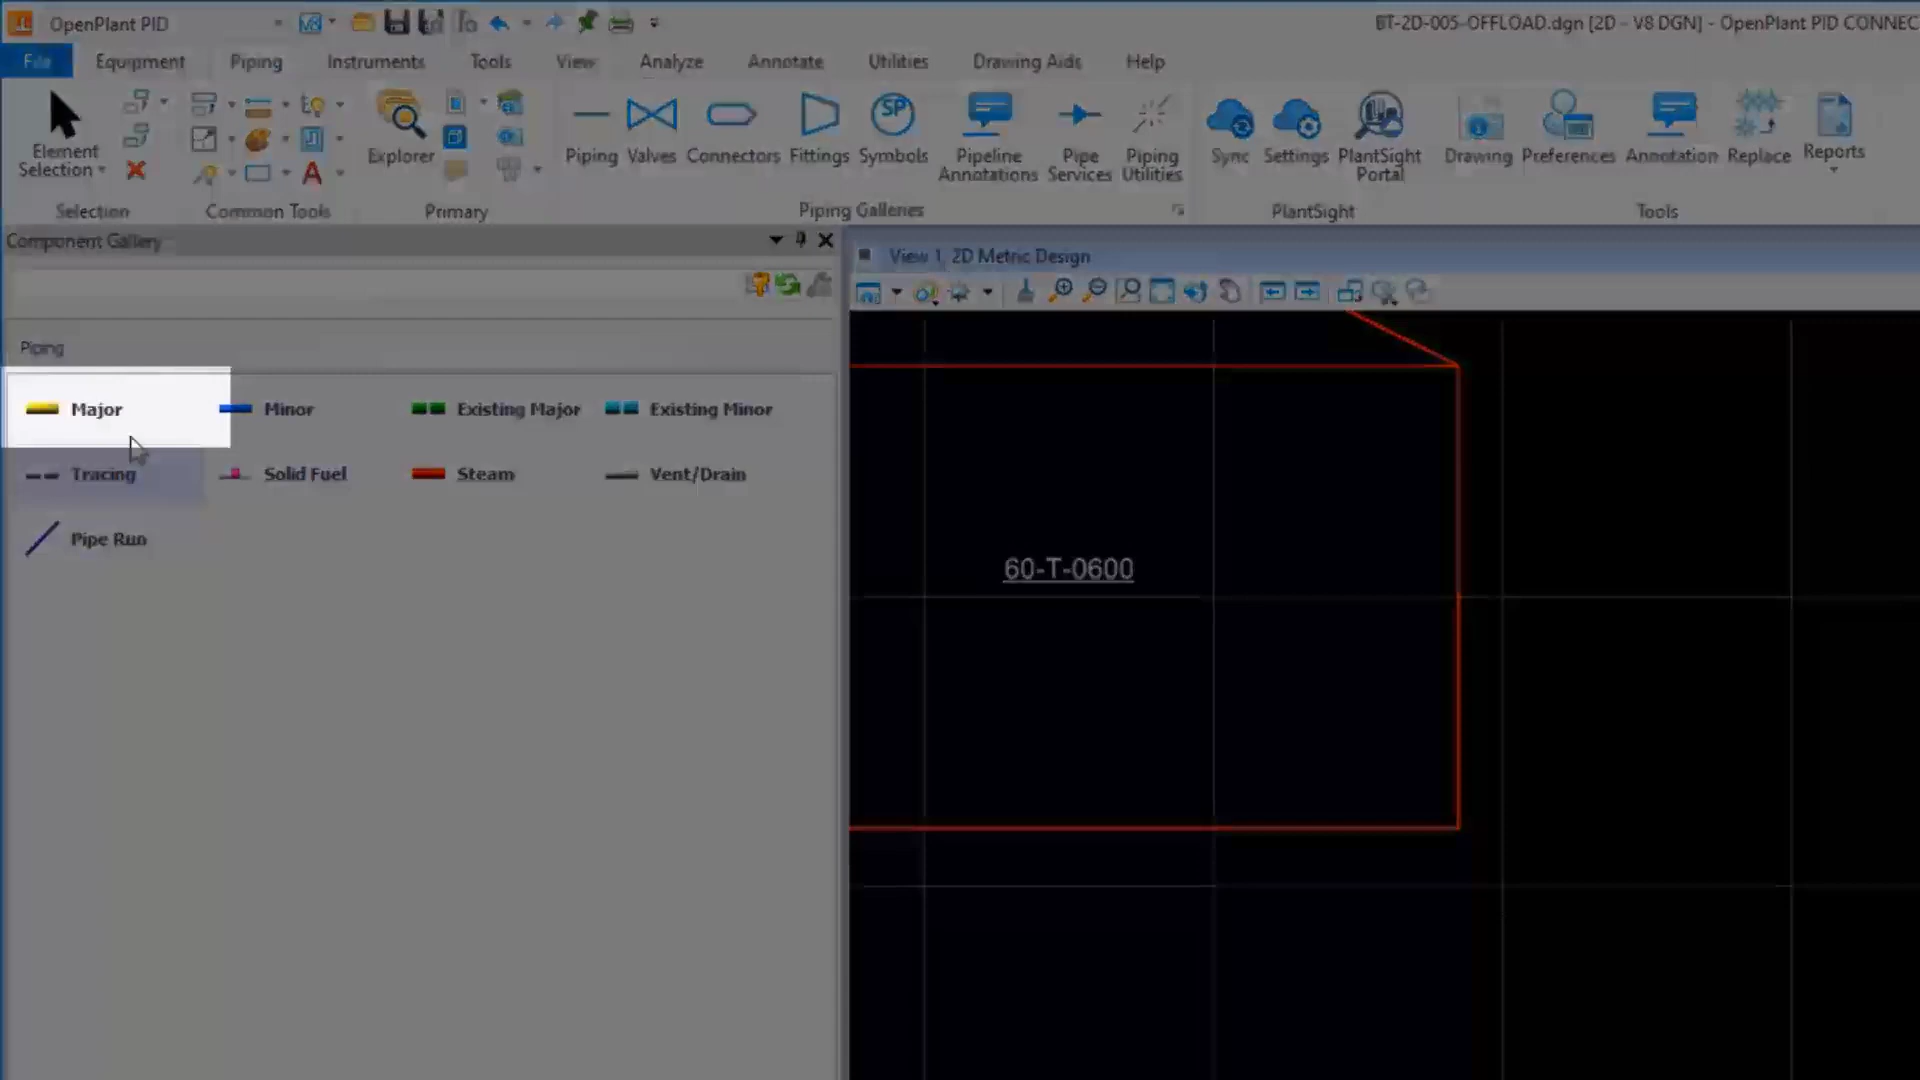 OpenPlant PID
BT-2D-005-OFFLOAD.dgn [2D - V8 DGN] - OpenPlant PID CONNEC
File Equipment Piping Instruments Tools View Analyze Annotate Utilities Drawing Aids Help
Element Selection
Explorer
Piping
Valves
Connectors
Fittings
SP
Symbols
Pipeline Annotations
Pipe Services
Piping Utilities
Sync
Settings
PlantSight Portal
Drawing
Preferences
Annotation
Replace
Reports
Selection Common Tools Primary Piping Galleries PlantSight Tools
Component Gallery
View 1, 2D Metric Design
Piping
Major Minor Existing Major Existing Minor
Tracing Solid Fuel Steam Vent/Drain
Pipe Run
60-T-0600